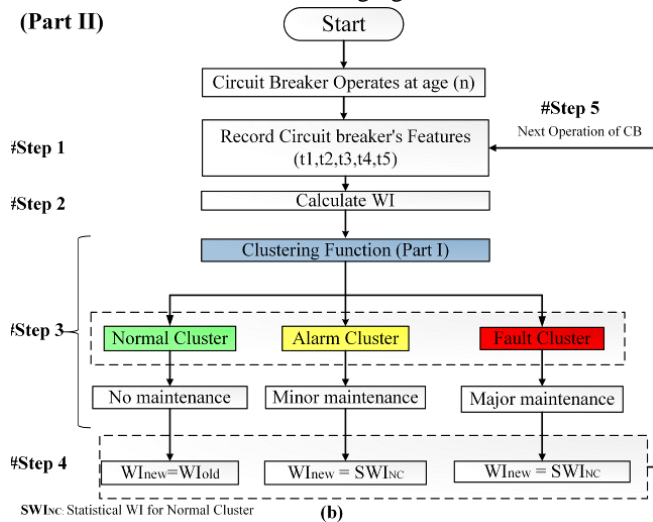 (Part II)
Start
Circuit Breaker Operates at age (n)
#Step 5
Next Operation of CB
#Step 1
Record Circuit breaker's Features
(t1,t2,t3,t4,t5)
#Step 2
Calculate WI
Clustering Function (Part I)
#Step 3
Normal Cluster
Alarm Cluster
Fault Cluster
No maintenance
Minor maintenance
Major maintenance
#Step 4
WInew=WIold
WInew = SWINC
WInew = SWINC
SWINC: Statistical WI for Normal Cluster
(b)